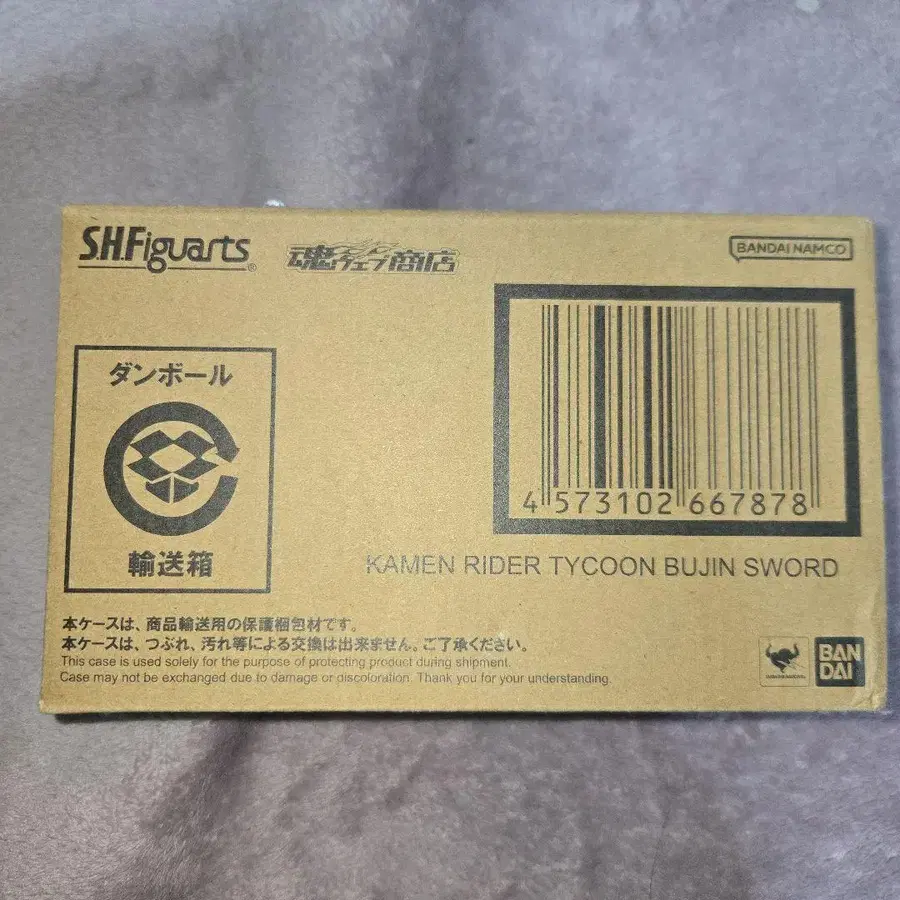 S.H.Figuarts®
魂ウェブ商店
BANDAI NAMCO
ダンボール
輸送箱
4 573102 667878
KAMEN RIDER TYCOON BUJIN SWORD
本ケースは、商品輸送用の保護梱包材です。
本ケースは、つぶれ、汚れ等による交換は出来ません。ご了承ください。
This case is used solely for the purpose of protecting product during shipment.
Case may not be exchanged due to damage or discoloration. Thank you for your understanding.
BAN
DAI